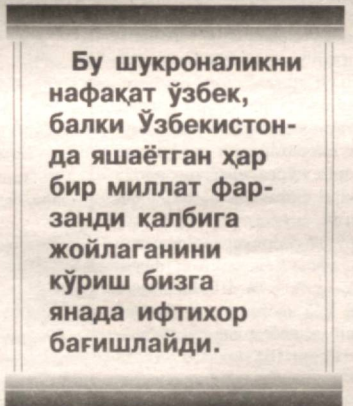 Бу шукроналикни
нафақат ўзбек,
балки Ўзбекистон-
да яшаётган ҳар
бир миллат фар-
занди қалбига
жойлаганини
кўриш бизга
янада ифтихор
бағишлайди.